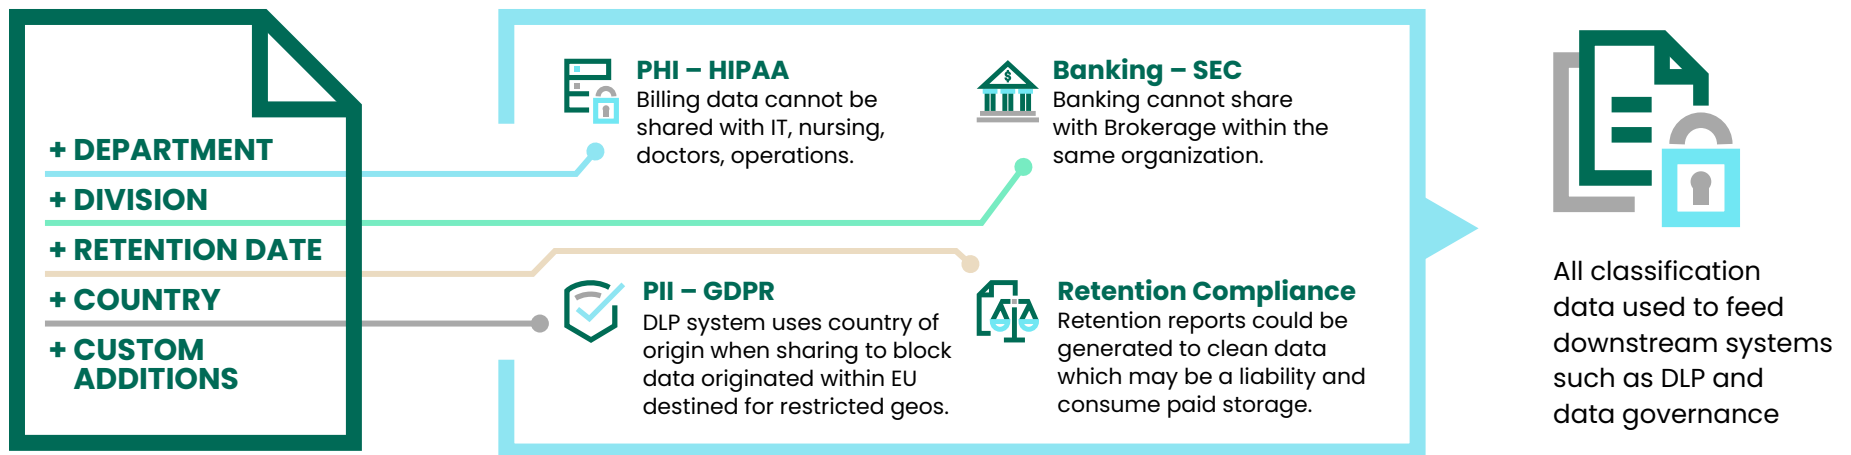 + DEPARTMENT
+ DIVISION
+ RETENTION DATE
+ COUNTRY
+ CUSTOM
ADDITIONS
PHI – HIPAA
Billing data cannot be
shared with IT, nursing,
doctors, operations.
$
Banking – SEC
Banking cannot share
with Brokerage within the
same organization.
PII – GDPR
DLP system uses country of
origin when sharing to block
data originated within EU
destined for restricted geos.
Retention Compliance
Retention reports could be
generated to clean data
which may be a liability and
consume paid storage.
All classification
data used to feed
downstream systems
such as DLP and
data governance